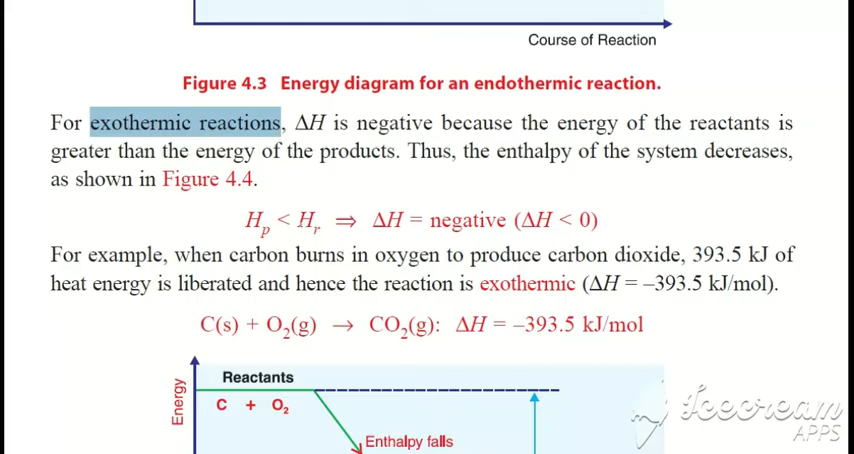 Course of Reaction
Figure 4.3 Energy diagram for an endothermic reaction.
For exothermic reactions, ΔH is negative because the energy of the reactants is
greater than the energy of the products. Thus, the enthalpy of the system decreases,
as shown in Figure 4.4.
Hp < Hr ⇒ ΔH = negative (ΔH < 0)
For example, when carbon burns in oxygen to produce carbon dioxide, 393.5 kJ of
heat energy is liberated and hence the reaction is exothermic (ΔH = –393.5 kJ/mol).
C(s) + O₂(g) → CO₂(g): ΔH = –393.5 kJ/mol
Energy
Reactants
C + O₂
Enthalpy falls
Icecream
APPS